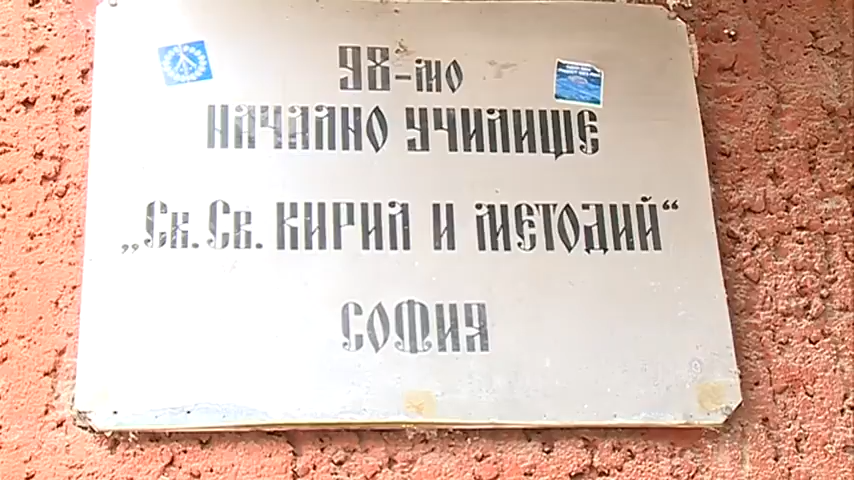 98-мо
НАЧАЛНО УЧИЛИЩЕ
„Св. Св. КИРИЛ И МЕТОДИЙ“
СОФИЯ